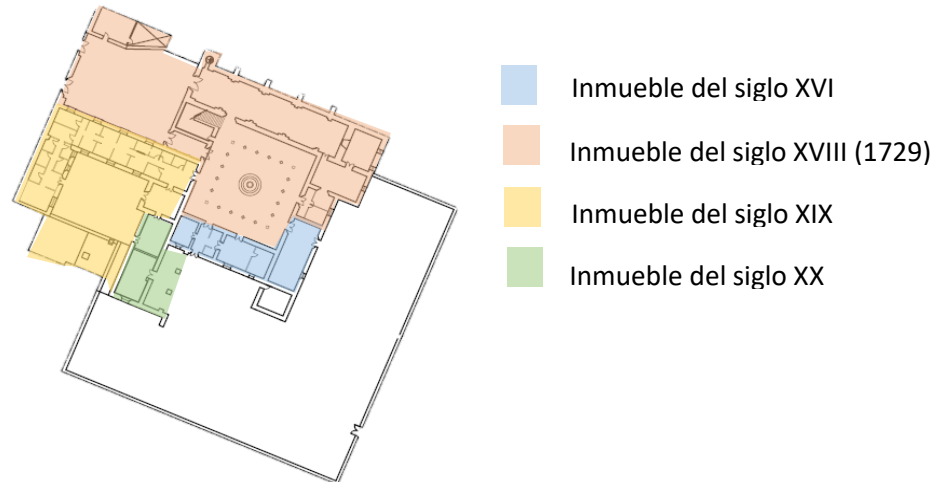 Inmueble del siglo XVI
Inmueble del siglo XVIII (1729)
Inmueble del siglo XIX
Inmueble del siglo XX